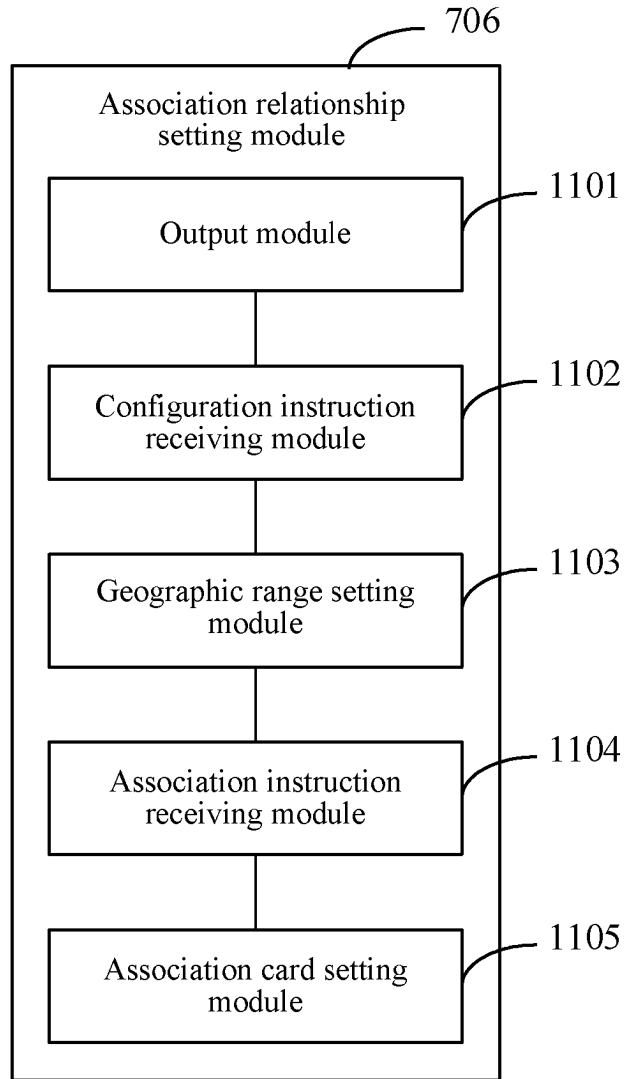 706
Association relationship
setting module
1101
Output module
1102
Configuration instruction
receiving module
1103
Geographic range setting
module
1104
Association instruction
receiving module
1105
Association card setting
module